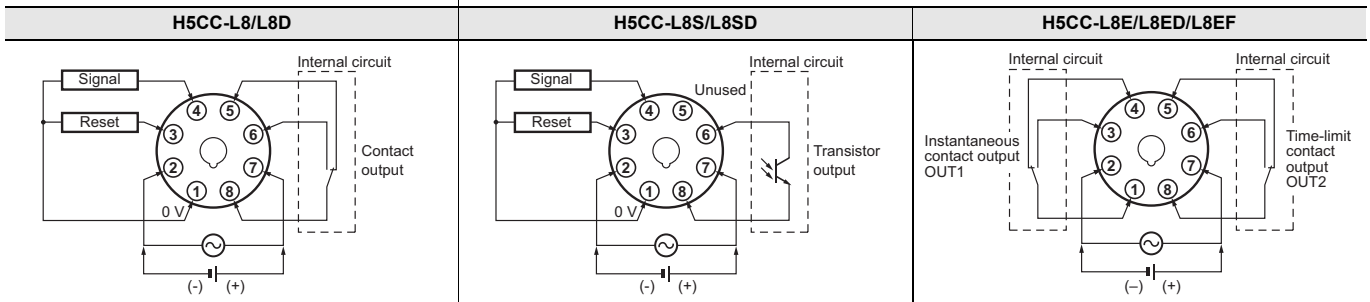 H5CC-L8/L8D
Internal circuit
Signal
Reset
4
5
3
6
2
7
1
8
0 V
Contact
output
(-) (+)
H5CC-L8S/L8SD
Internal circuit
Signal
Unused
Reset
4
5
3
6
2
7
1
8
0 V
Transistor
output
(-) (+)
H5CC-L8E/L8ED/L8EF
Internal circuit
Internal circuit
4
5
3
6
2
7
1
8
Instantaneous
contact output
OUT1
Time-limit
contact
output
OUT2
(–) (+)